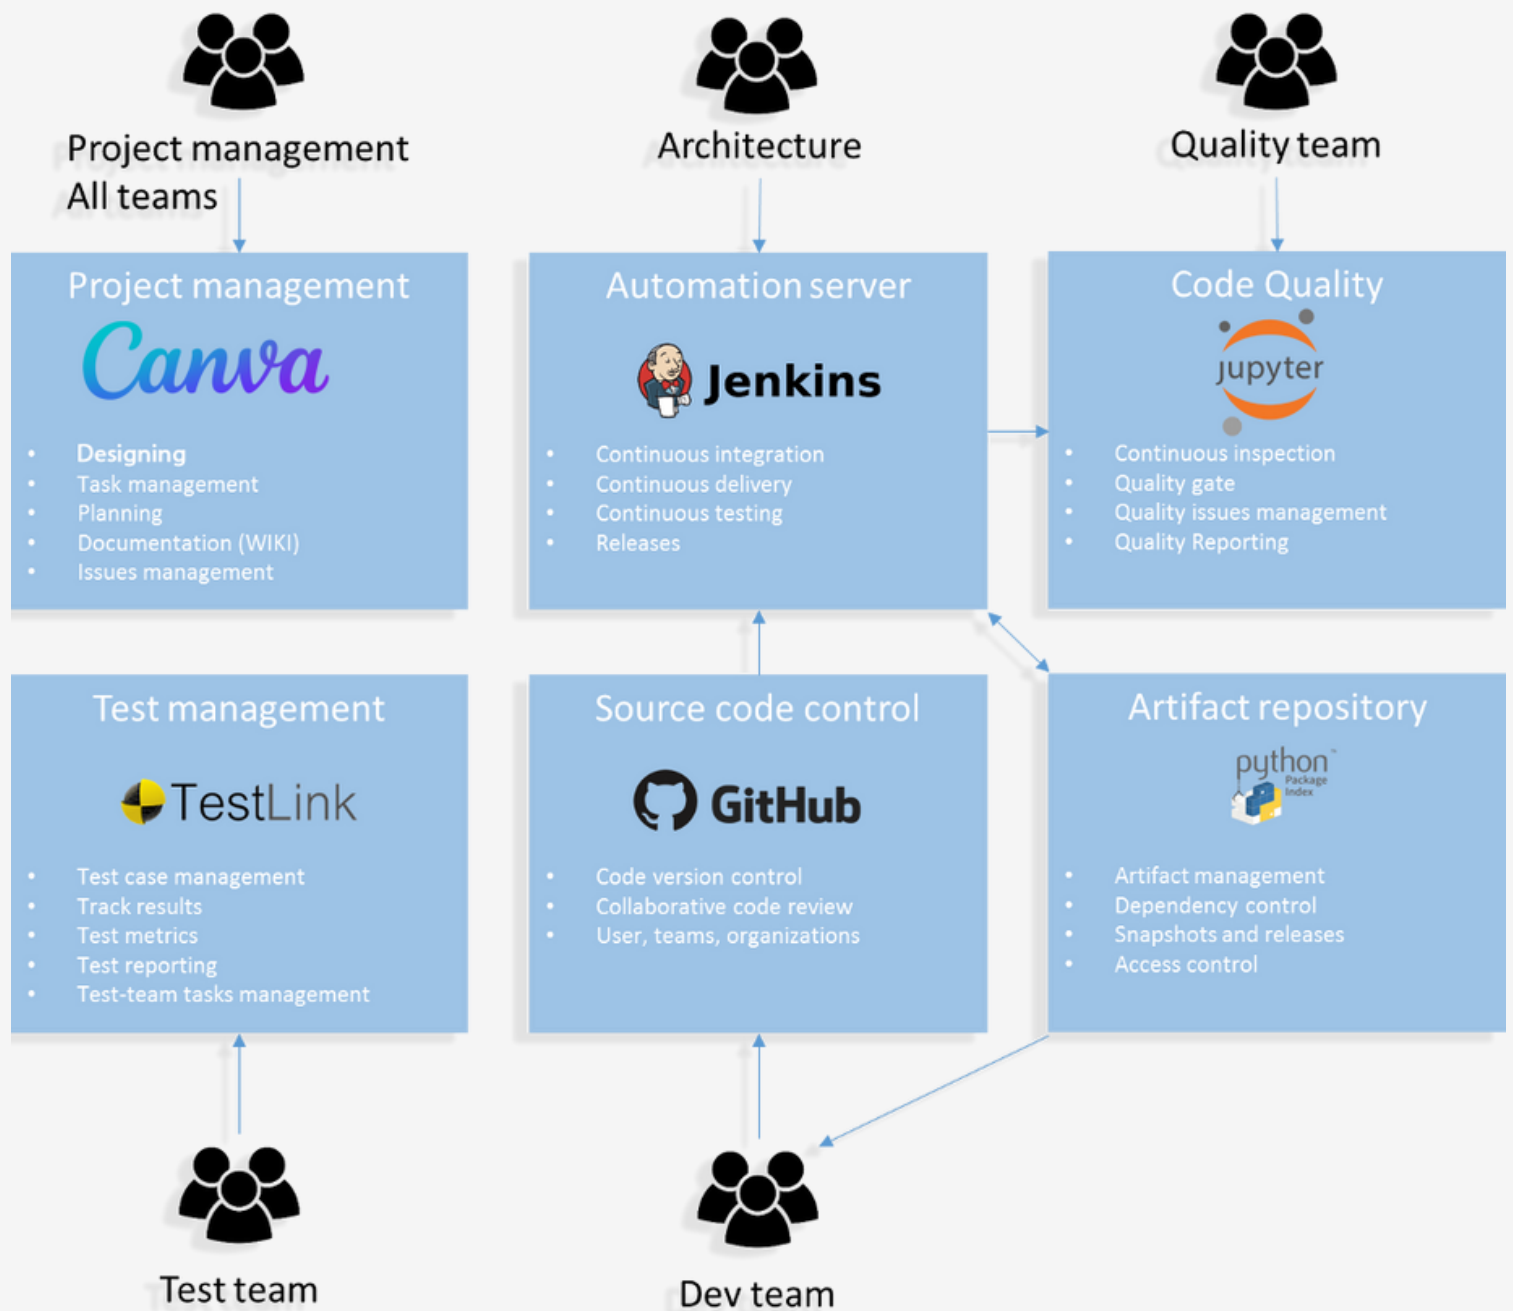 Project management
All teams
Architecture
Quality team
Project management
Canva
• Designing
• Task management
• Planning
• Documentation (WIKI)
• Issues management
Automation server
Jenkins
• Continuous integration
• Continuous delivery
• Continuous testing
• Releases
Code Quality
jupyter
• Continuous inspection
• Quality gate
• Quality issues management
• Quality Reporting
Test management
TestLink
• Test case management
• Track results
• Test metrics
• Test reporting
• Test-team tasks management
Source code control
GitHub
• Code version control
• Collaborative code review
• User, teams, organizations
Artifact repository
python™
Package
Index
• Artifact management
• Dependency control
• Snapshots and releases
• Access control
Test team
Dev team